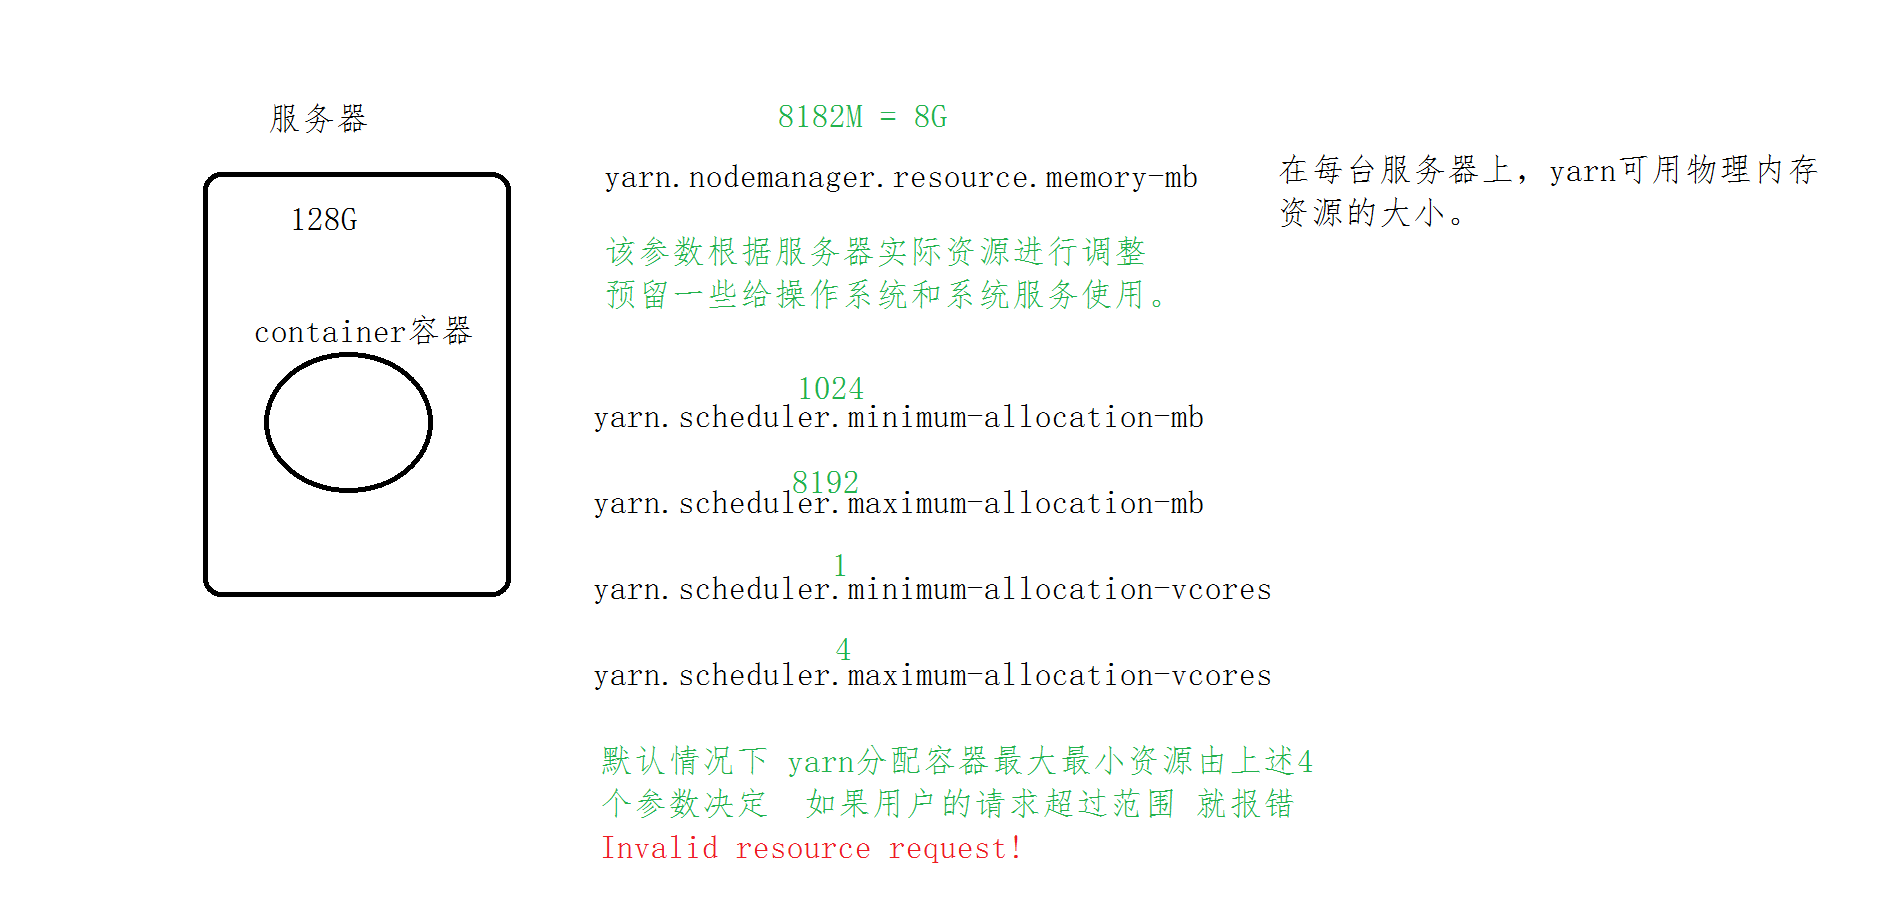 服务器
128G
container容器
8182M = 8G
yarn.nodemanager.resource.memory-mb
在每台服务器上，yarn可用物理内存
资源的大小。
该参数根据服务器实际资源进行调整
预留一些给操作系统和系统服务使用。
1024
yarn.scheduler.minimum-allocation-mb
8192
yarn.scheduler.maximum-allocation-mb
1
yarn.scheduler.minimum-allocation-vcores
4
yarn.scheduler.maximum-allocation-vcores
默认情况下 yarn分配容器最大最小资源由上述4
个参数决定  如果用户的请求超过范围 就报错
Invalid resource request!